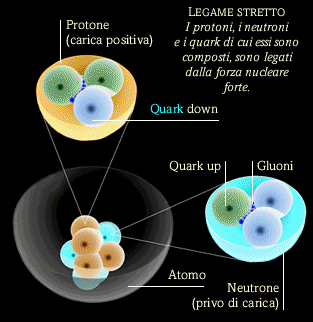 Protone
(carica positiva)
LEGAME STRETTO
I protoni, i neutroni
e i quark di cui essi sono
composti, sono legati
dalla forza nucleare
forte.
Quark down
Quark up
Gluoni
Atomo
Neutrone
(privo di carica)